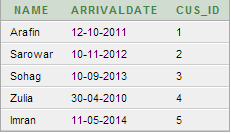 NAME ARRIVALDATE CUS_ID
Arafin 12-10-2011 1
Sarowar 10-11-2012 2
Sohag 10-09-2013 3
Zulia 30-04-2010 4
Imran 11-05-2014 5